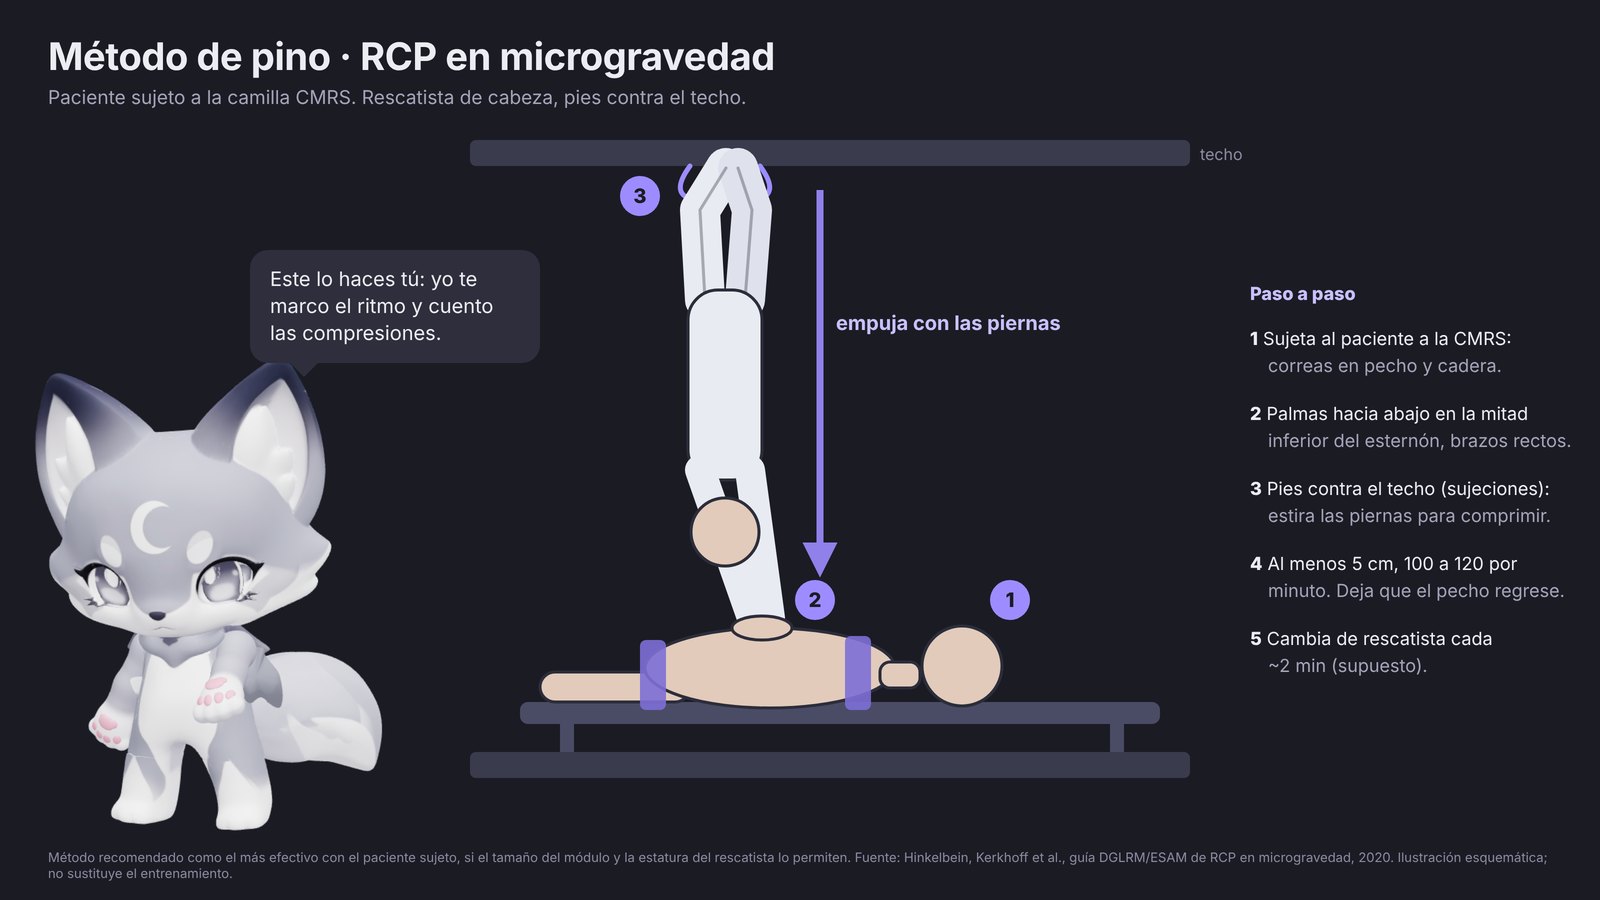 Método de pino · RCP en microgravedad
Paciente sujeto a la camilla CMRS. Rescatista de cabeza, pies contra el techo.
techo
3
Este lo haces tú: yo te
marco el ritmo y cuento
las compresiones.
empuja con las piernas
2
1
Paso a paso
1 Sujeta al paciente a la CMRS:
correas en pecho y cadera.
2 Palmas hacia abajo en la mitad
inferior del esternón, brazos rectos.
3 Pies contra el techo (sujeciones):
estira las piernas para comprimir.
4 Al menos 5 cm, 100 a 120 por
minuto. Deja que el pecho regrese.
5 Cambia de rescatista cada
~2 min (supuesto).
Método recomendado como el más efectivo con el paciente sujeto, si el tamaño del módulo y la estatura del rescatista lo permiten. Fuente: Hinkelbein, Kerkhoff et al., guía DGLRM/ESAM de RCP en microgravedad, 2020. Ilustración esquemática;
no sustituye el entrenamiento.